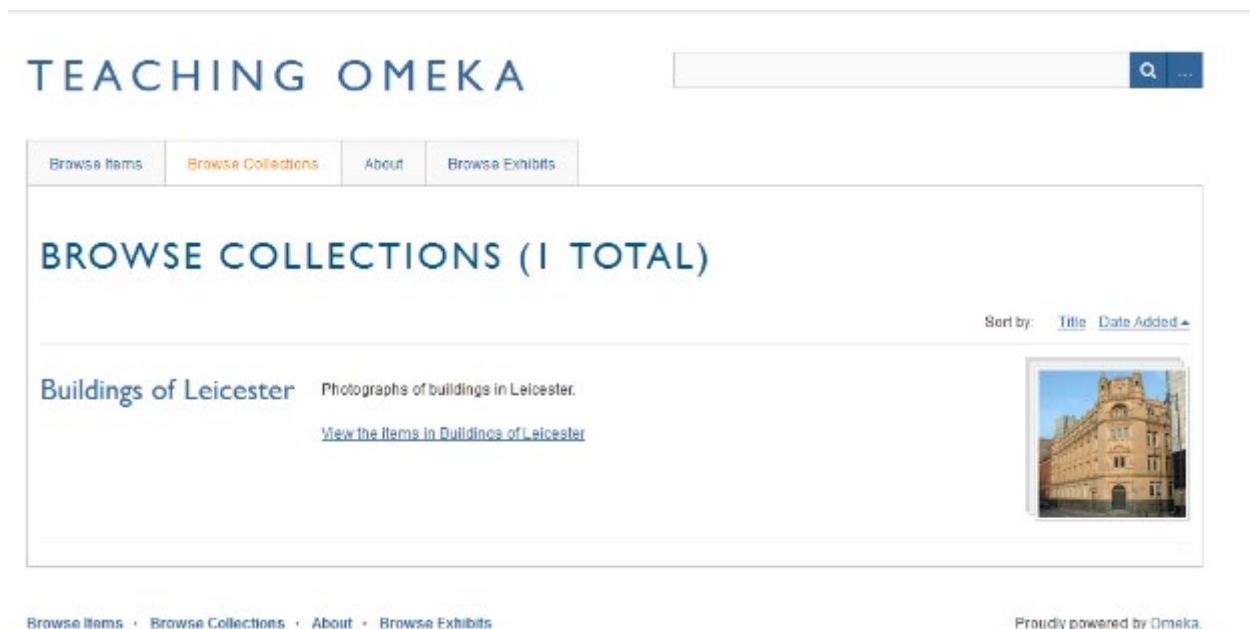 TEACHING OMEKA
...
Browse Items Browse Collections About Browse Exhibits
BROWSE COLLECTIONS (1 TOTAL)
Sort by: Title Date Added
Buildings of Leicester Photographs of buildings in Leicester.
View the items in Buildings of Leicester
Browse Items · Browse Collections · About · Browse Exhibits Proudly powered by Omeka.